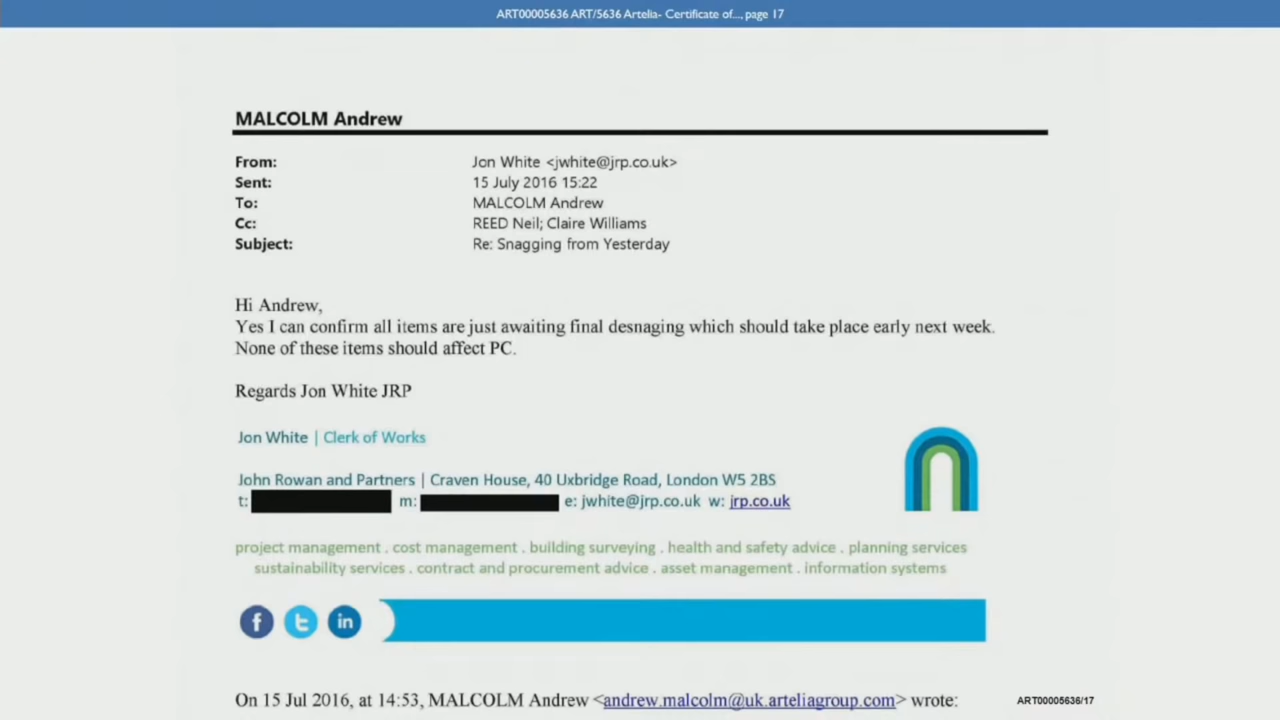 ART00005636 ART/5636 Artelia- Certificate of..., page 17
MALCOLM Andrew
From: Jon White <jwhite@jrp.co.uk>
Sent: 15 July 2016 15:22
To: MALCOLM Andrew
Cc: REED Neil; Claire Williams
Subject: Re: Snagging from Yesterday
Hi Andrew,
Yes I can confirm all items are just awaiting final desnaging which should take place early next week.
None of these items should affect PC.
Regards Jon White JRP
Jon White | Clerk of Works
John Rowan and Partners | Craven House, 40 Uxbridge Road, London W5 2BS
t: m: e: jwhite@jrp.co.uk w: jrp.co.uk
project management . cost management . building surveying . health and safety advice . planning services
sustainability services . contract and procurement advice . asset management . information systems
f t in
On 15 Jul 2016, at 14:53, MALCOLM Andrew <andrew.malcolm@uk.arteliagroup.com> wrote:
ART00005636/17